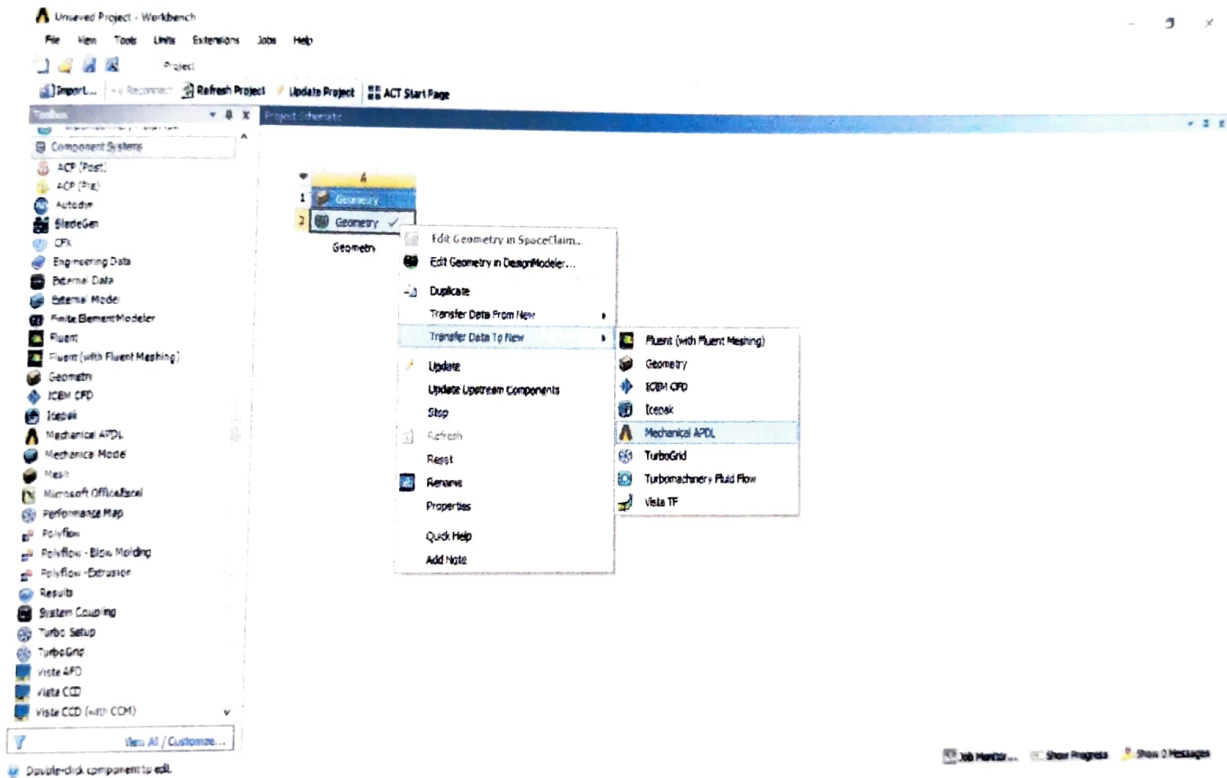 Unsaved Project - Workbench
File View Tools Units Extensions Jobs Help
Project
Import... Reconnect Refresh Project Update Project ACT Start Page
Toolbox
Project Schematic
Component Systems
ACP (Post)
ACP (Pre)
Autodyn
BladeGen
CFX
Engineering Data
External Data
External Model
Finite Element Modeler
Fluent
Fluent (with Fluent Meshing)
Geometry
ICEM CFD
Icepak
Mechanical APDL
Mechanical Model
Mesh
Microsoft Office Excel
Performance Map
Polyflow
Polyflow - Blow Molding
Polyflow - Extrusion
Results
System Coupling
Turbo Setup
TurboGrid
Vista AFD
Vista CCD
Vista CCD (with CCM)
View All / Customize...
Double-click component to edit.
A
1 Geometry
2 Geometry
Geometry
Edit Geometry in SpaceClaim...
Edit Geometry in DesignModeler...
Duplicate
Transfer Data From New
Transfer Data To New
Update
Update Upstream Components
Stop
Refresh
Reset
Rename
Properties
Quick Help
Add Note
Fluent (with Fluent Meshing)
Geometry
ICEM CFD
Icepak
Mechanical APDL
TurboGrid
Turbomachinery Fluid Flow
Vista TF
Job Monitor... Show Progress Show 0 Messages